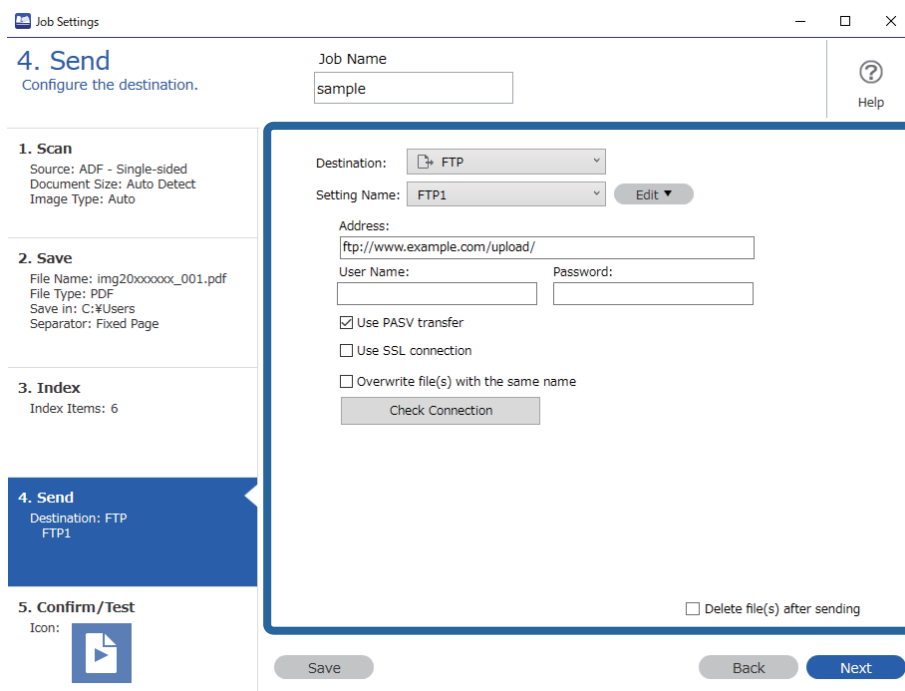 Job Settings
4. Send
Configure the destination.
Job Name
sample
Help
1. Scan
Source: ADF - Single-sided
Document Size: Auto Detect
Image Type: Auto
2. Save
File Name: img20xxxxxx_001.pdf
File Type: PDF
Save in: C:¥Users
Separator: Fixed Page
3. Index
Index Items: 6
4. Send
Destination: FTP
FTP1
5. Confirm/Test
Icon:
Destination: FTP
Setting Name: FTP1 Edit ▼
Address:
ftp://www.example.com/upload/
User Name: Password:
Use PASV transfer
Use SSL connection
Overwrite file(s) with the same name
Check Connection
Delete file(s) after sending
Save Back Next